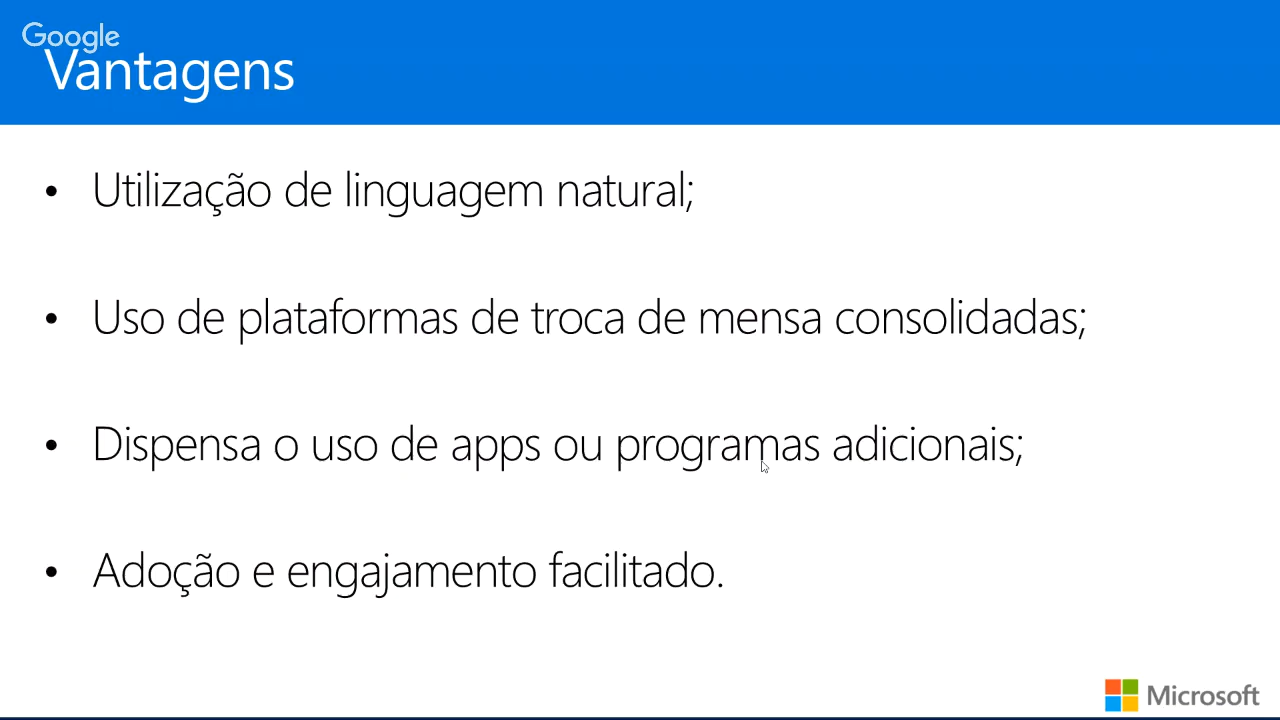 Google
Vantagens
• Utilização de linguagem natural;
• Uso de plataformas de troca de mensa consolidadas;
• Dispensa o uso de apps ou programas adicionais;
• Adoção e engajamento facilitado.
Microsoft